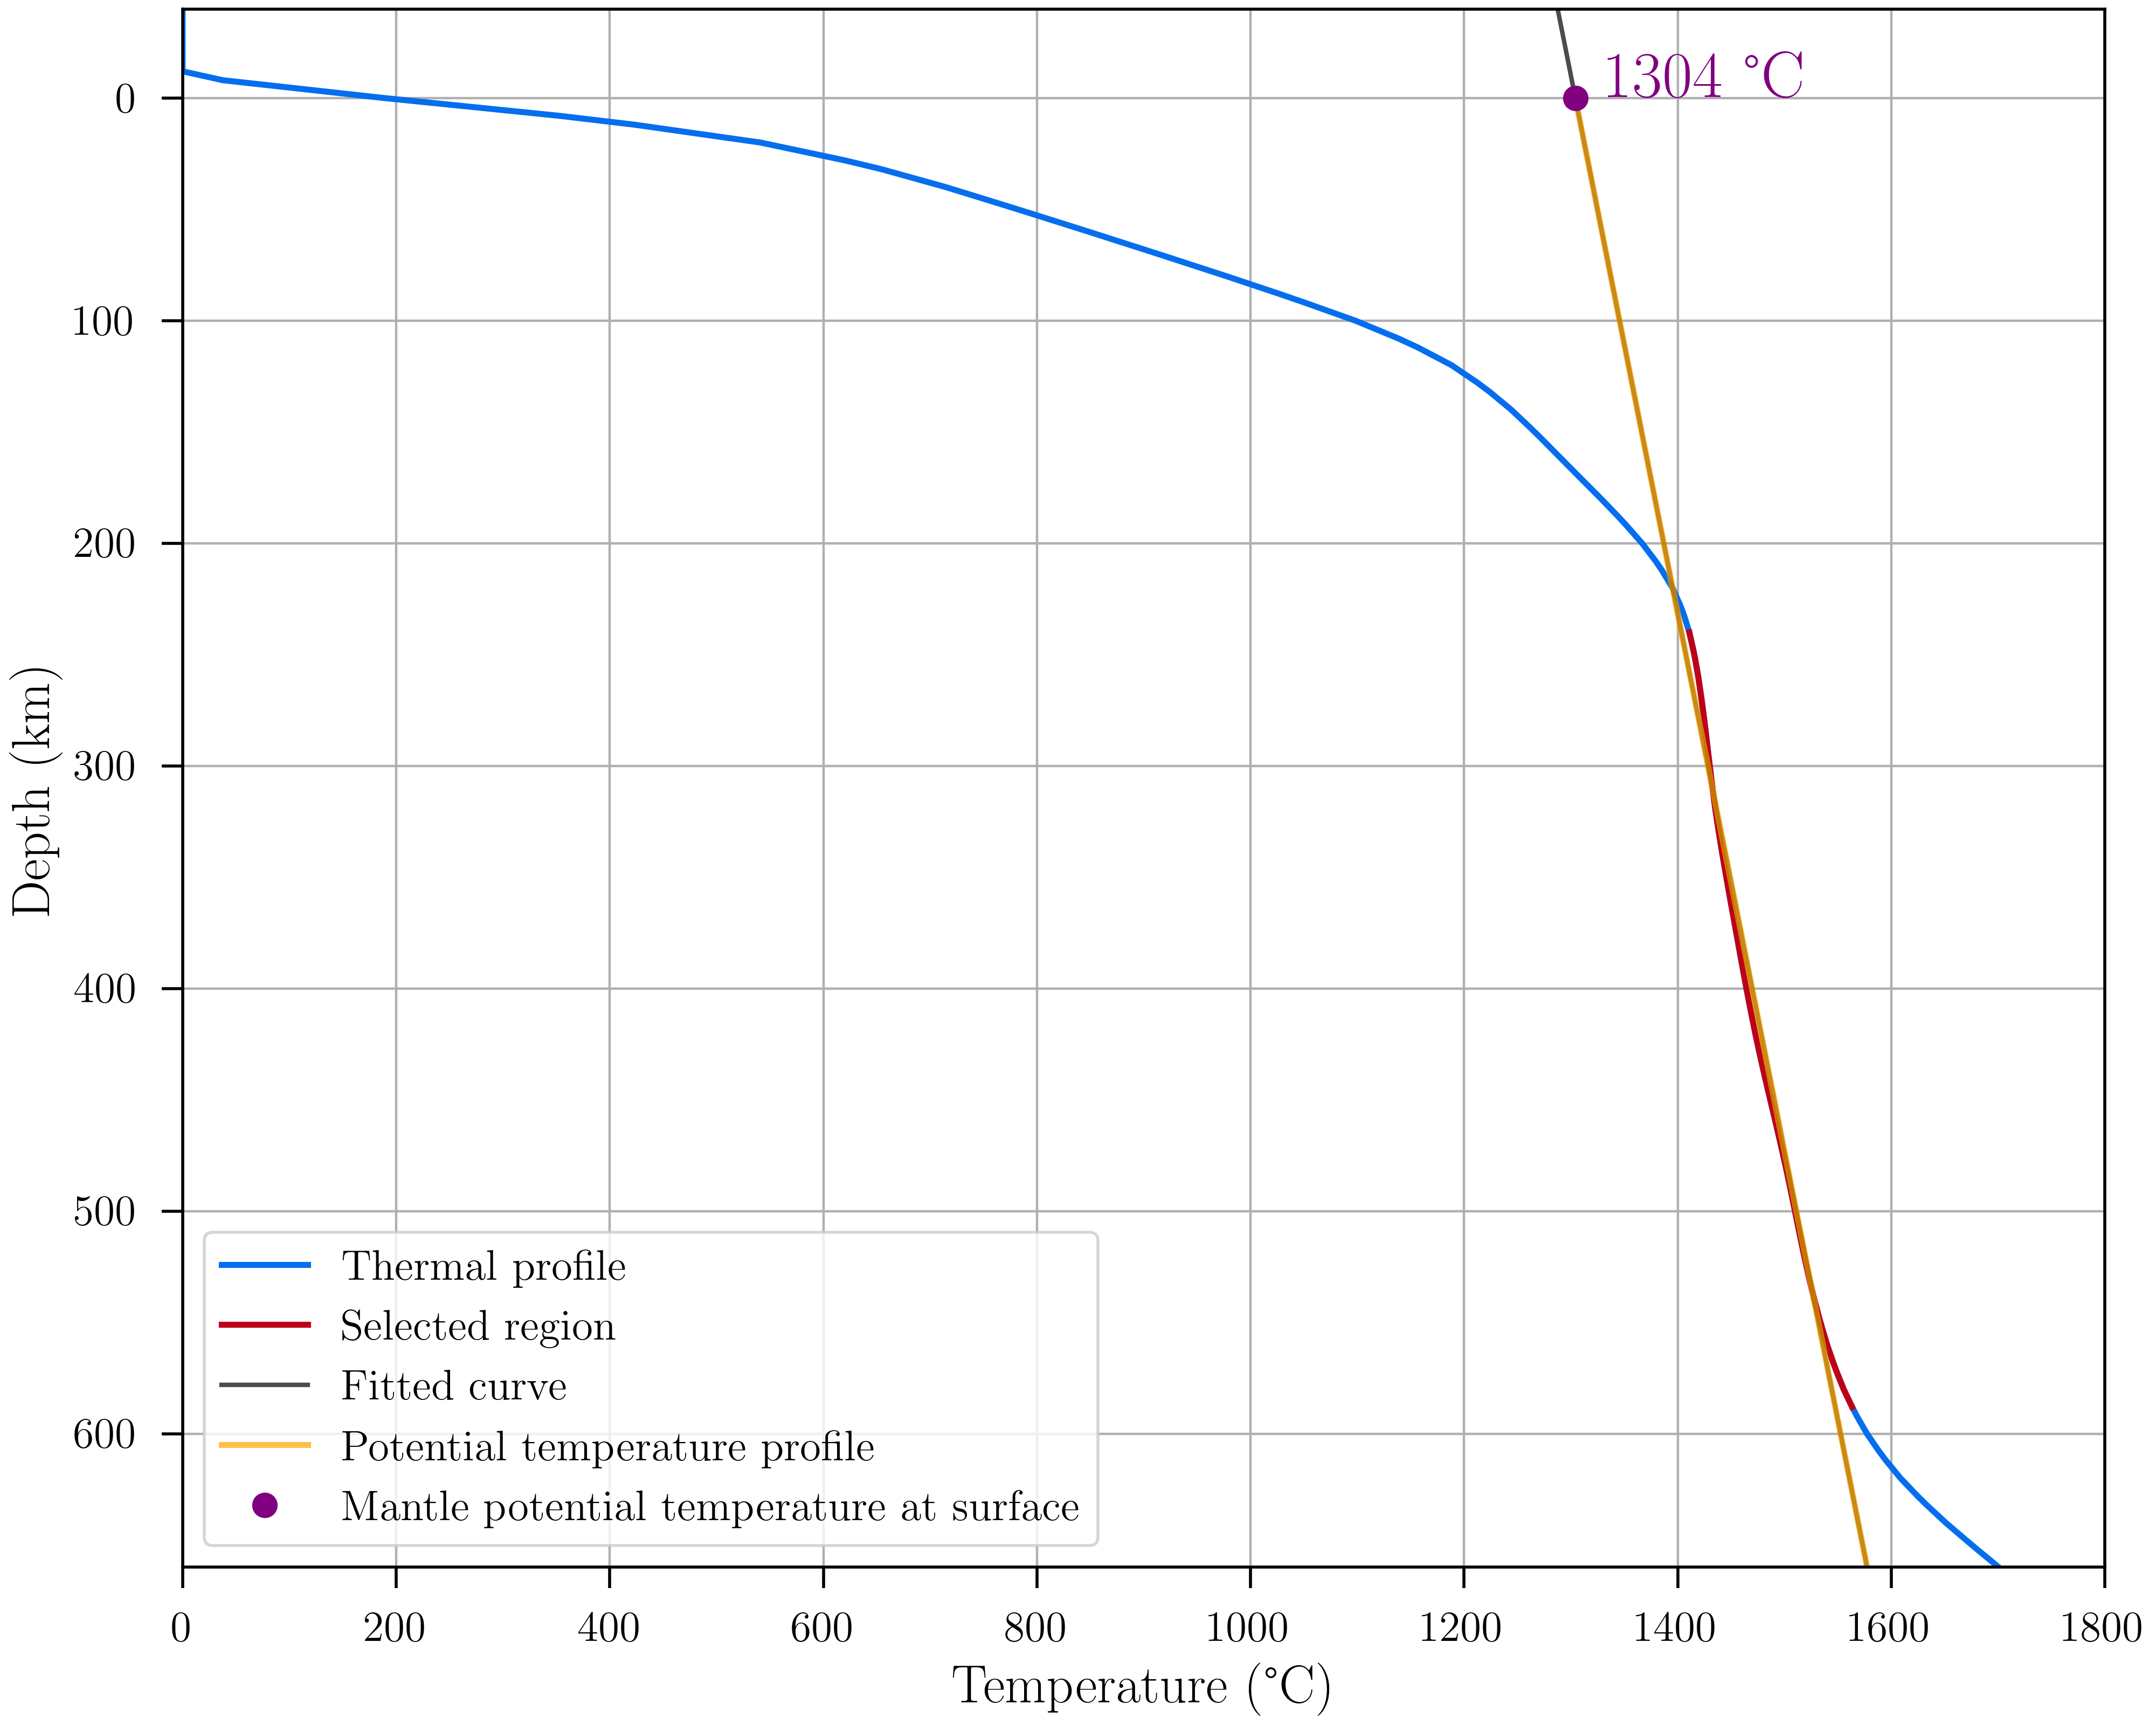 1304 °C
0
100
200
300
400
500
600
Depth (km)
Thermal profile
Selected region
Fitted curve
Potential temperature profile
Mantle potential temperature at surface
0 200 400 600 800 1000 1200 1400 1600 1800
Temperature (°C)